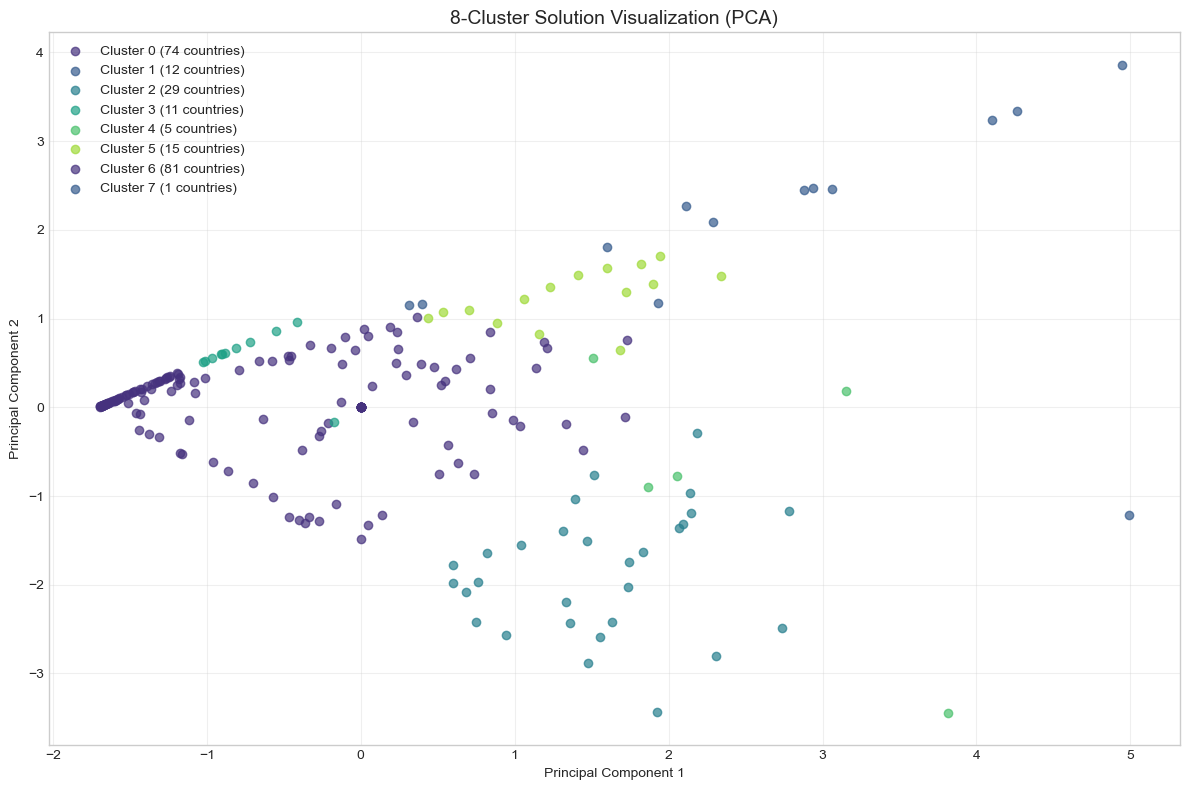 8-Cluster Solution Visualization (PCA)
Cluster 0 (74 countries)
Cluster 1 (12 countries)
Cluster 2 (29 countries)
Cluster 3 (11 countries)
Cluster 4 (5 countries)
Cluster 5 (15 countries)
Cluster 6 (81 countries)
Cluster 7 (1 countries)
Principal Component 2
4
3
2
1
0
−1
−2
−3
−2 −1 0 1 2 3 4 5
Principal Component 1